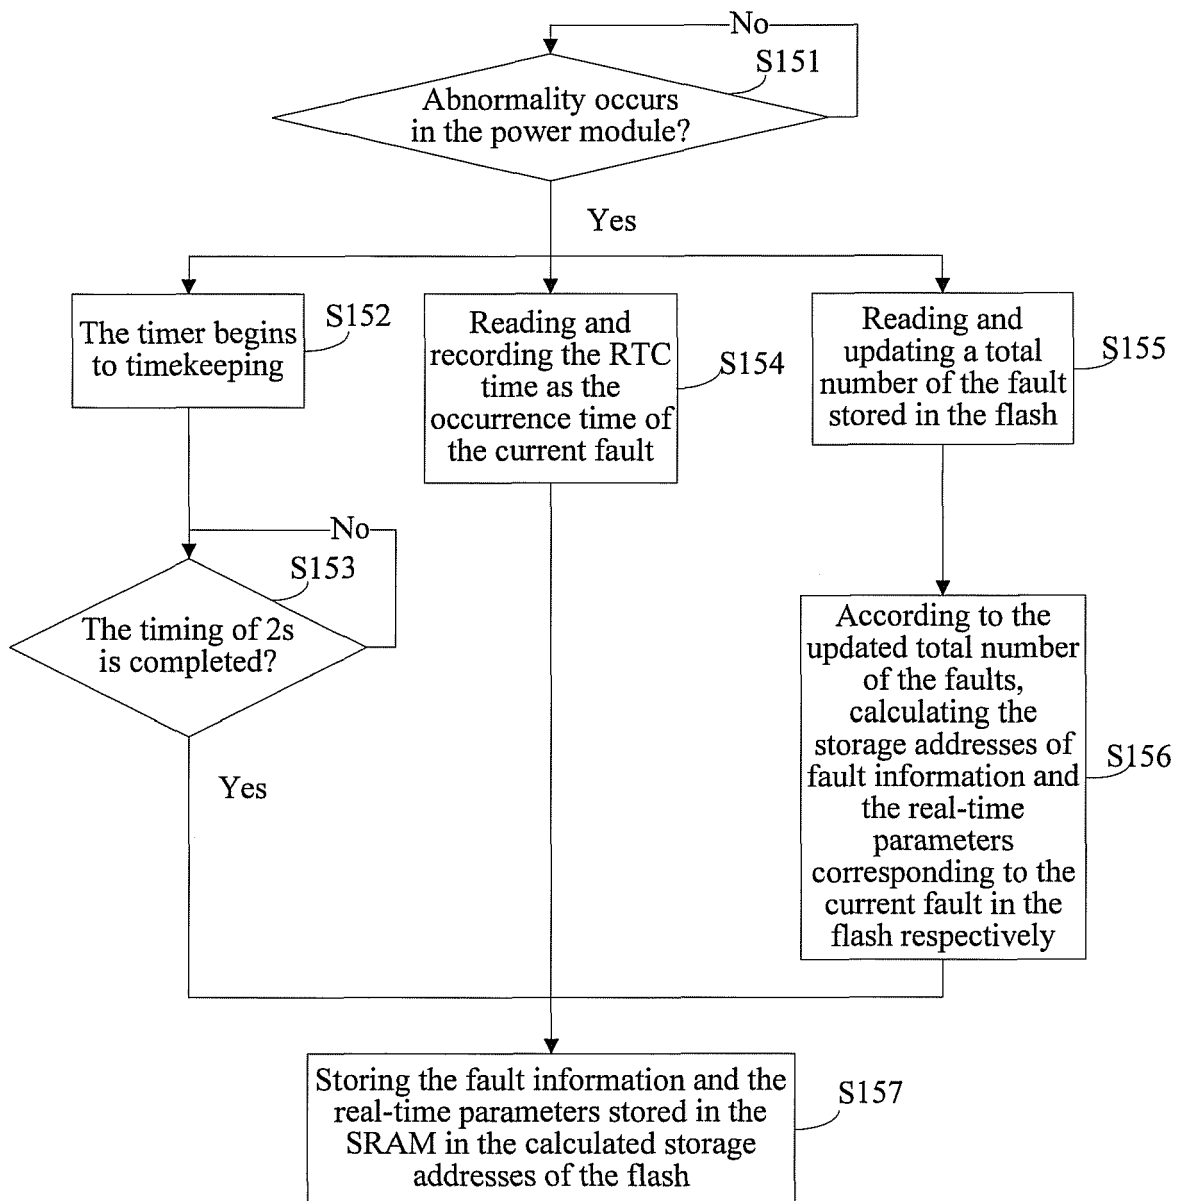 No
S151
Abnormality occurs
in the power module?
Yes
S152
The timer begins
to timekeeping
Reading and
recording the RTC
time as the
occurrence time of
the current fault
S154
Reading and
updating a total
number of the fault
stored in the flash
S155
No
S153
The timing of 2s
is completed?
Yes
According to the
updated total number
of the faults,
calculating the
storage addresses of
fault information and
the real-time
parameters
corresponding to the
current fault in the
flash respectively
S156
Storing the fault information and the
real-time parameters stored in the
SRAM in the calculated storage
addresses of the flash
S157